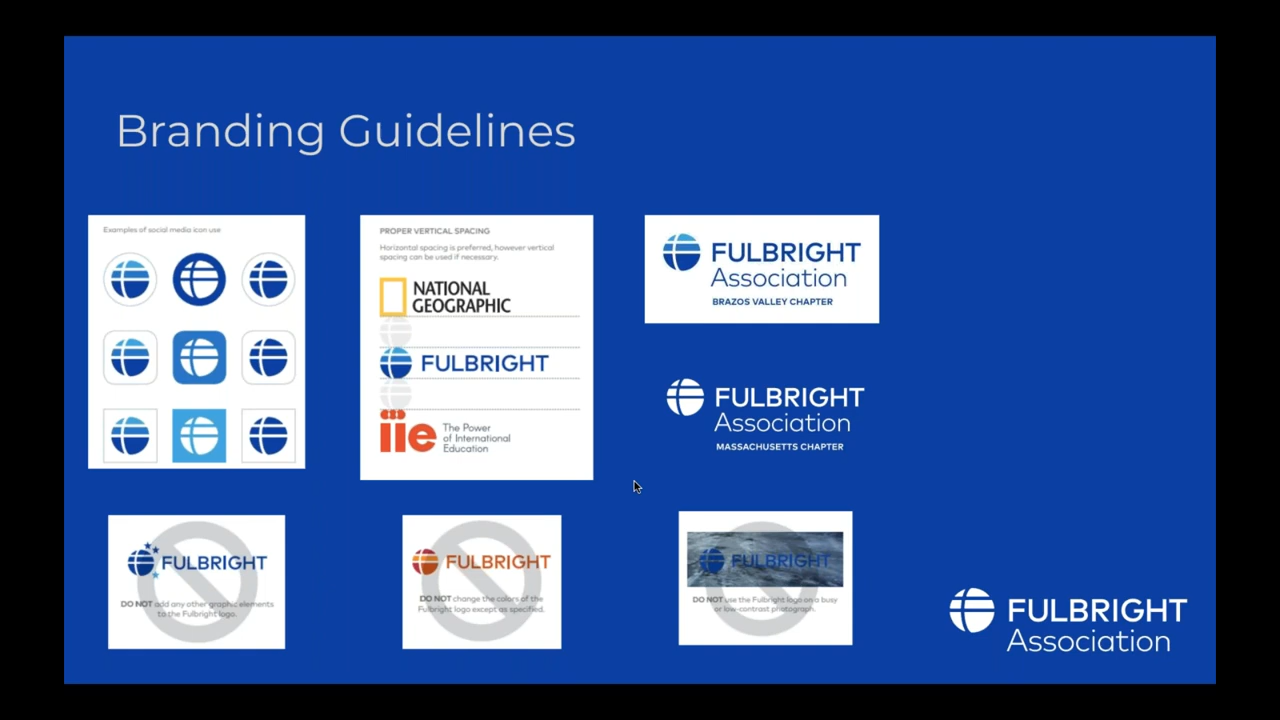 Branding Guidelines
Examples of social media icon use
PROPER VERTICAL SPACING
Horizontal spacing is preferred, however vertical
spacing can be used if necessary.
NATIONAL
GEOGRAPHIC
FULBRIGHT
iie
The Power
of International
Education
FULBRIGHT
Association
BRAZOS VALLEY CHAPTER
FULBRIGHT
Association
MASSACHUSETTS CHAPTER
FULBRIGHT
DO NOT add any other graphic elements
to the Fulbright logo.
FULBRIGHT
DO NOT change the colors of the
Fulbright logo except as specified.
FULBRIGHT
DO NOT use the Fulbright logo on a busy
or low-contrast photograph.
FULBRIGHT
Association